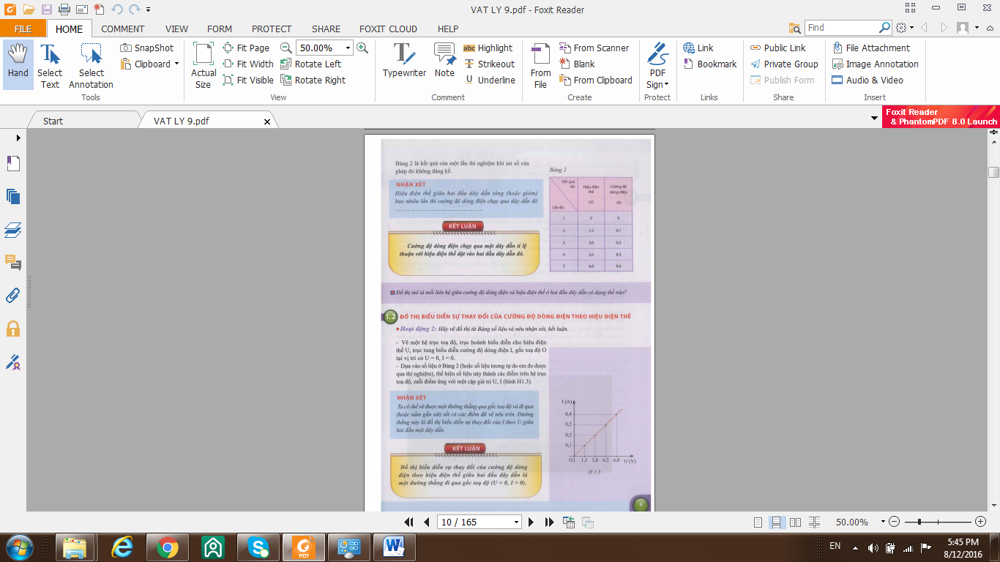 VAT LY 9.pdf - Foxit Reader
FILE HOME COMMENT VIEW FORM PROTECT SHARE FOXIT CLOUD HELP
Find
Hand
Select Text
Select Annotation
SnapShot
Clipboard
Tools
Actual Size
Fit Page
Fit Width
Fit Visible
50.00%
Rotate Left
Rotate Right
View
Typewriter
Note
Highlight
Strikeout
Underline
Comment
From File
From Scanner
Blank
From Clipboard
Create
PDF Sign
Protect
Link
Bookmark
Links
Public Link
Private Group
Publish Form
Share
File Attachment
Image Annotation
Audio & Video
Insert
Start
VAT LY 9.pdf
Foxit Reader
& PhantomPDF 8.0 Launch
Bảng 2 là kết quả của một lần thí nghiệm khi sai số của
phép đo không đáng kể.
NHẬN XÉT
Hiệu điện thế giữa hai đầu dây dẫn tăng (hoặc giảm)
bao nhiêu lần thì cường độ dòng điện chạy qua dây dẫn đó
................................................
KẾT LUẬN
Cường độ dòng điện chạy qua một dây dẫn tỉ lệ
thuận với hiệu điện thế đặt vào hai đầu dây dẫn đó.
Bảng 2
Kết quả đo
Lần đo
Hiệu điện thế (V)
Cường độ dòng điện (A)
1 0 0
2 1,5 0,1
3 3,0 0,2
4 4,5 0,3
5 6,0 0,4
Đồ thị mô tả mối liên hệ giữa cường độ dòng điện và hiệu điện thế ở hai đầu dây dẫn có dạng thế nào?
1.2 ĐỒ THỊ BIỂU DIỄN SỰ THAY ĐỔI CỦA CƯỜNG ĐỘ DÒNG ĐIỆN THEO HIỆU ĐIỆN THẾ
• Hoạt động 2: Hãy vẽ đồ thị từ Bảng số liệu và nêu nhận xét, kết luận.
- Vẽ một hệ trục toạ độ, trục hoành biểu diễn cho hiệu điện
thế U, trục tung biểu diễn cường độ dòng điện I, gốc toạ độ O
tại vị trí có U = 0, I = 0.
- Dựa vào số liệu ở Bảng 2 (hoặc số liệu tương tự do em đo được
qua thí nghiệm), thể hiện số liệu này thành các điểm trên hệ trục
toạ độ, mỗi điểm ứng với một cặp giá trị U, I (hình H1.3).
NHẬN XÉT
Ta có thể vẽ được một đường thẳng qua gốc toạ độ và đi qua
(hoặc nằm gần sát) tất cả các điểm đã vẽ nêu trên. Đường
thẳng này là đồ thị biểu diễn sự thay đổi của I theo U giữa
hai đầu một dây dẫn.
KẾT LUẬN
Đồ thị biểu diễn sự thay đổi của cường độ dòng
điện theo hiệu điện thế giữa hai đầu dây dẫn là
một đường thẳng đi qua gốc toạ độ (U = 0, I = 0).
I (A)
0,4
0,3
0,2
0,1
O 1,5 3,0 4,5 6,0 U (V)
H 1.3
9
10 / 165
50.00%
EN
5:45 PM
8/12/2016